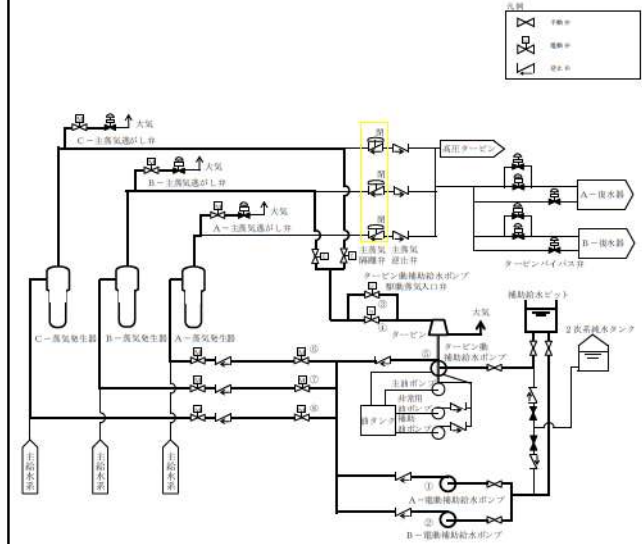 凡例
手動弁
電動弁
逆止弁
大気
C-主蒸気逃がし弁
大気
B-主蒸気逃がし弁
大気
A-主蒸気逃がし弁
閉
閉
閉
主蒸気
隔離弁
主蒸気
逆止弁
高圧タービン
A-復水器
B-復水器
タービンバイパス弁
タービン動補助給水ポンプ
駆動蒸気入口弁
③
④
タービン
大気
補助給水ピット
2次系純水タンク
C-蒸気発生器
B-蒸気発生器
A-蒸気発生器
⑤
タービン動
補助給水ポンプ
⑥
⑦
⑧
主油ポンプ
非常用
油ポンプ
補助
油ポンプ
油タンク
主給水系
主給水系
主給水系
①
A-電動補助給水ポンプ
②
B-電動補助給水ポンプ